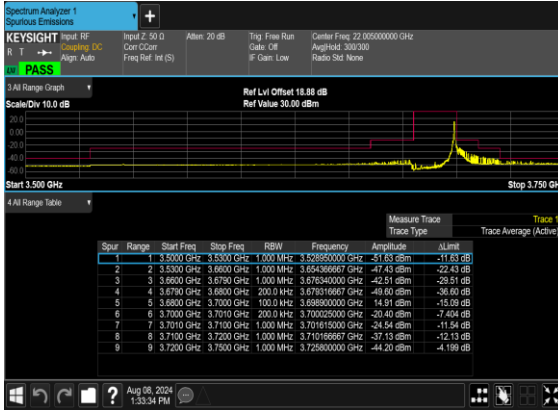 Spectrum Analyzer 1
Spurious Emissions
+
KEYSIGHT Input: RF Input Z: 50 Ω Atten: 20 dB Trig: Free Run Center Freq: 22.005000000 GHz
R T Coupling: DC Corr CCorr Gate: Off Avg|Hold: 300/300
Align: Auto Freq Ref: Int (S) IF Gain: Low Radio Std: None
PASS
3 All Range Graph
Ref Lvl Offset 18.88 dB
Scale/Div 10.0 dB Ref Value 30.00 dBm
20.0
0.00
-20.0
-40.0
-60.0
Start 3.500 GHz Stop 3.750 GH
4 All Range Table
Measure Trace Trace 1
Trace Type Trace Average (Active)
Spur Range Start Freq Stop Freq RBW Frequency Amplitude ΔLimit
1 1 3.5000 GHz 3.5300 GHz 1.000 MHz 3.528950000 GHz -51.63 dBm -11.63 dB
2 2 3.5300 GHz 3.6600 GHz 1.000 MHz 3.654366667 GHz -47.43 dBm -22.43 dB
3 3 3.6600 GHz 3.6790 GHz 1.000 MHz 3.676340000 GHz -42.51 dBm -29.51 dB
4 4 3.6790 GHz 3.6800 GHz 200.0 kHz 3.679316667 GHz -49.60 dBm -36.60 dB
5 5 3.6800 GHz 3.7000 GHz 100.0 kHz 3.698900000 GHz 14.91 dBm -15.09 dB
6 6 3.7000 GHz 3.7010 GHz 200.0 kHz 3.700025000 GHz -20.40 dBm -7.404 dB
7 7 3.7010 GHz 3.7100 GHz 1.000 MHz 3.701615000 GHz -24.54 dBm -11.54 dB
8 8 3.7100 GHz 3.7200 GHz 1.000 MHz 3.710166667 GHz -37.13 dBm -12.13 dB
9 9 3.7200 GHz 3.7500 GHz 1.000 MHz 3.725800000 GHz -44.20 dBm -4.199 dB
? Aug 08, 2024
1:33:34 PM